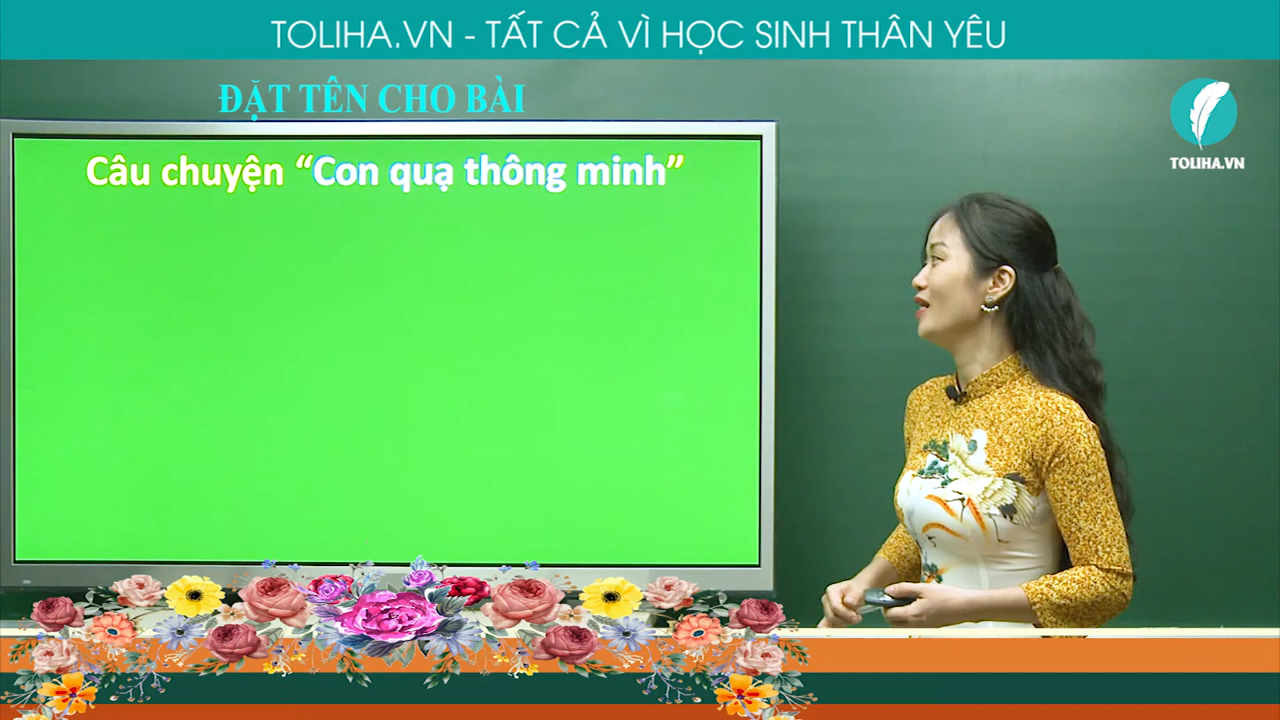 TOLIHA.VN - TẤT CẢ VÌ HỌC SINH THÂN YÊU
ĐẶT TÊN CHO BÀI
TOLIHA.VN
Câu chuyện “Con quạ thông minh”